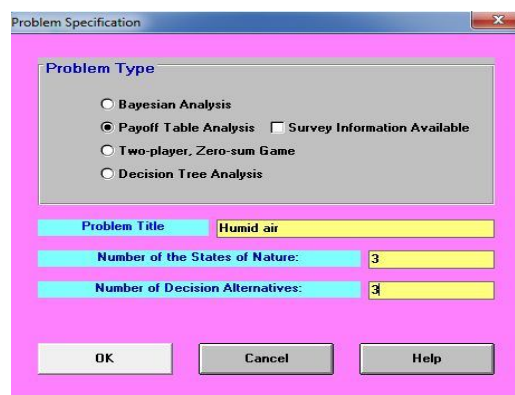 Problem Specification
Problem Type
Bayesian Analysis
Payoff Table Analysis Survey Information Available
Two-player, Zero-sum Game
Decision Tree Analysis
Problem Title Humid air
Number of the States of Nature: 3
Number of Decision Alternatives: 3
OK Cancel Help